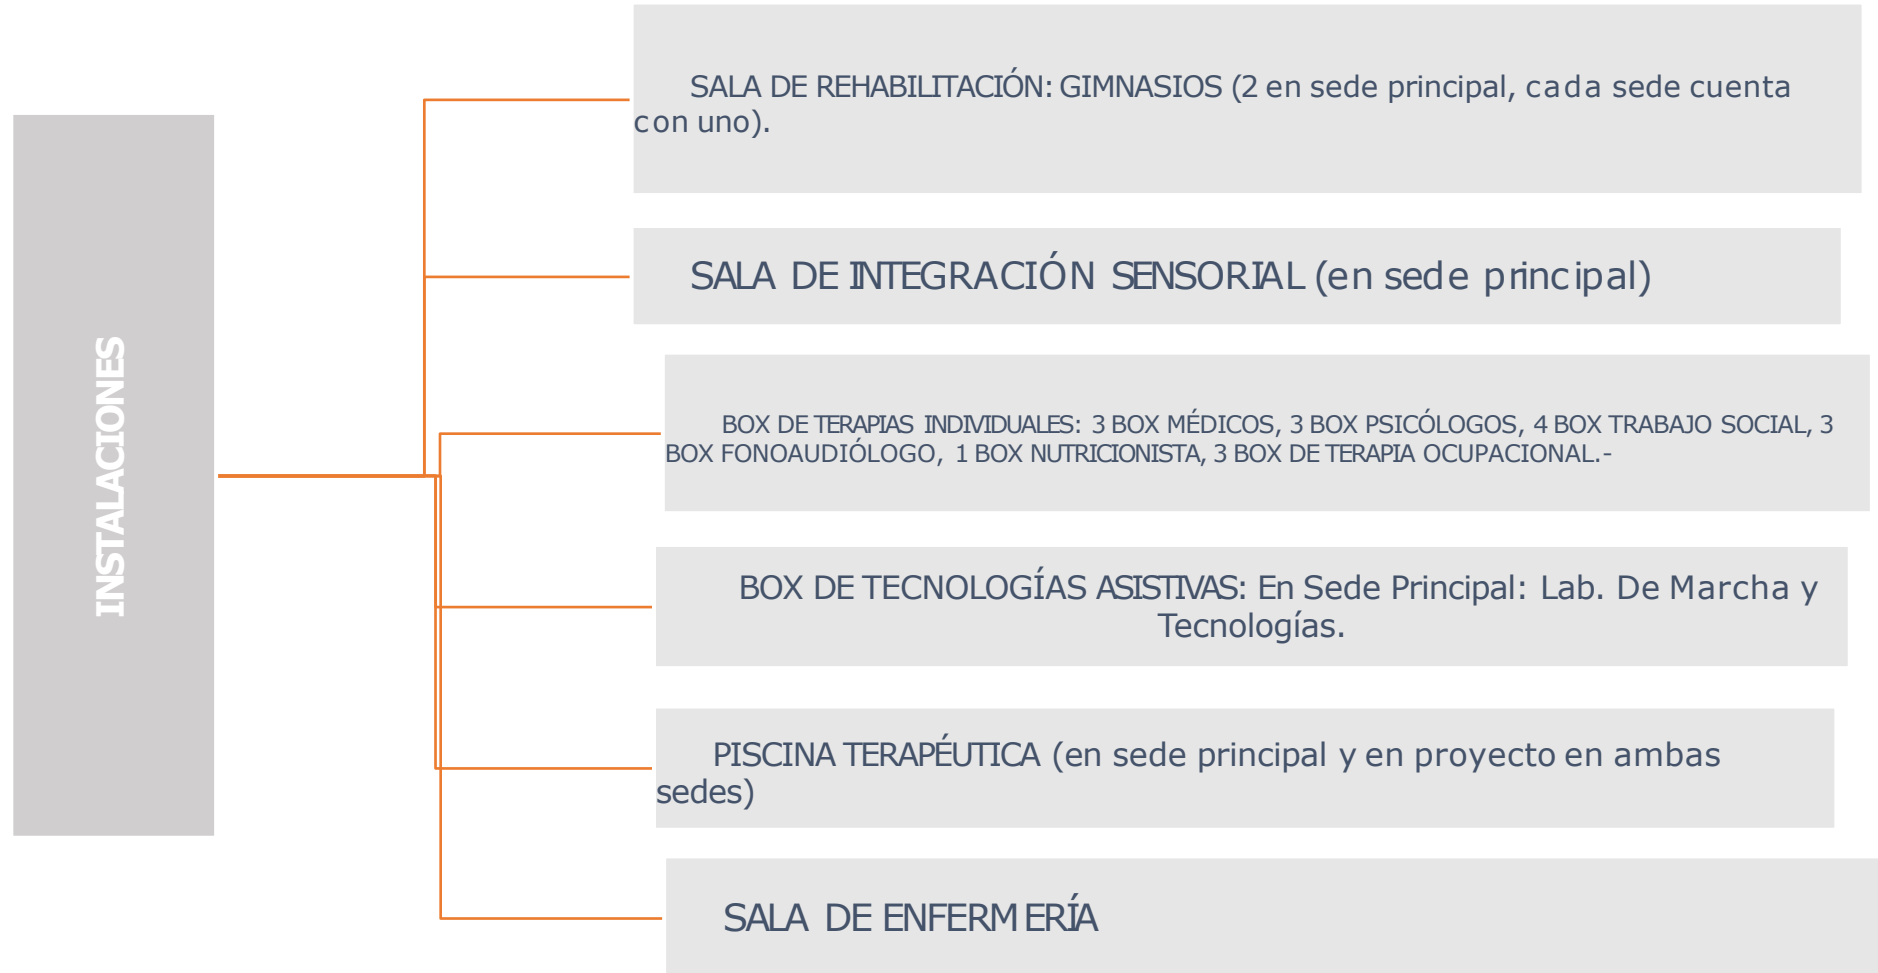 INSTALACIONES
SALA DE REHABILITACIÓN: GIMNASIOS (2 en sede principal, cada sede cuenta
con uno).
SALA DE INTEGRACIÓN SENSORIAL (en sede principal)
BOX DE TERAPIAS INDIVIDUALES: 3 BOX MÉDICOS, 3 BOX PSICÓLOGOS, 4 BOX TRABAJO SOCIAL, 3
BOX FONOAUDIÓLOGO, 1 BOX NUTRICIONISTA, 3 BOX DE TERAPIA OCUPACIONAL.-
BOX DE TECNOLOGÍAS ASISTIVAS: En Sede Principal: Lab. De Marcha y
Tecnologías.
PISCINA TERAPÉUTICA (en sede principal y en proyecto en ambas
sedes)
SALA DE ENFERMERÍA